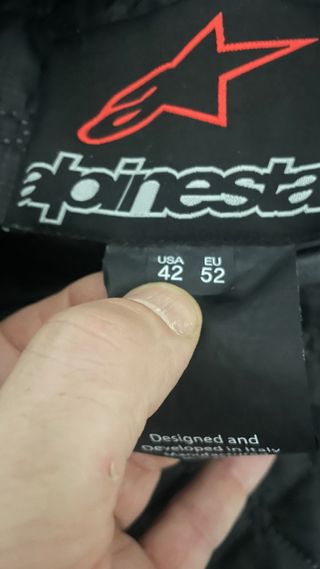 alpinesta
USA EU
42 52
Designed and
Developed in Italy